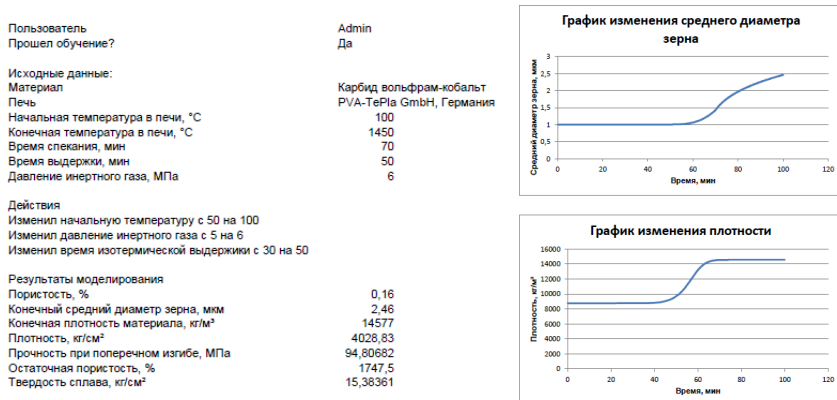 Пользователь Admin
Прошел обучение? Да
Исходные данные:
Материал Карбид вольфрам-кобальт
Печь PVA-TePla GmbH, Германия
Начальная температура в печи, °C 100
Конечная температура в печи, °C 1450
Время спекания, мин 70
Время выдержки, мин 50
Давление инертного газа, МПа 6
Действия
Изменил начальную температуру с 50 на 100
Изменил давление инертного газа с 5 на 6
Изменил время изотермической выдержики с 30 на 50
Результаты моделирования
Пористость, % 0,16
Конечный средний диаметр зерна, мкм 2,46
Конечная плотность материала, кг/м³ 14577
Плотность, кг/см² 4028,83
Прочность при поперечном изгибе, МПа 94,80682
Остаточная пористость, % 1747,5
Твердость сплава, кг/см² 15,38361
График изменения среднего диаметра
зерна
Средний диаметр зерна, мкм
3
2,5
2
1,5
1
0,5
0
0 20 40 60 80 100 120
Время, мин
График изменения плотности
Плотность, кг/м³
16000
14000
12000
10000
8000
6000
4000
2000
0
0 20 40 60 80 100 120
Время, мин